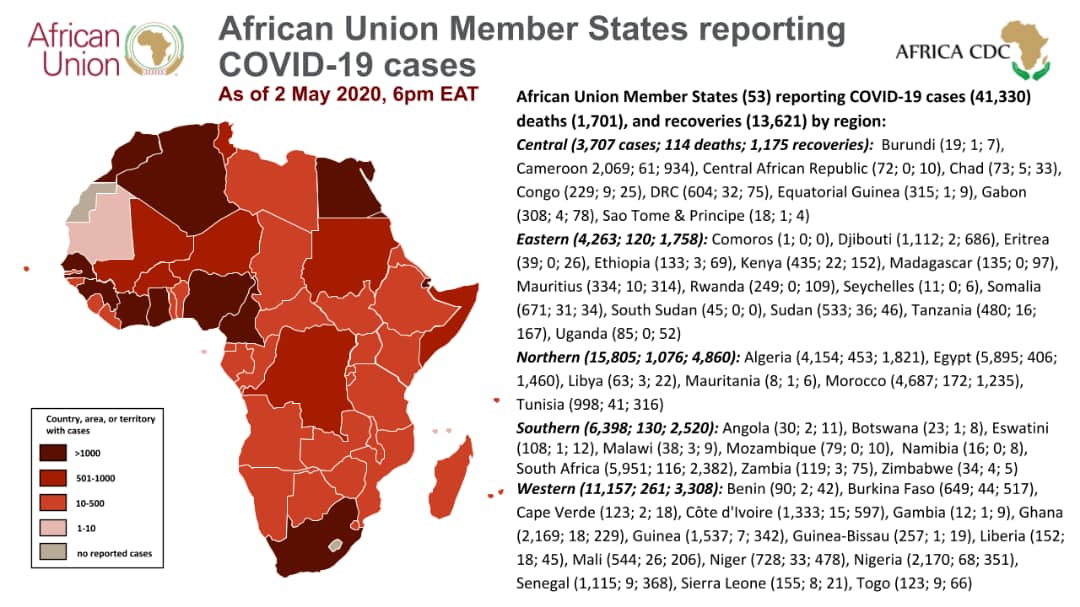 African
Union
African Union Member States reporting
COVID-19 cases
As of 2 May 2020, 6pm EAT
AFRICA CDC
African Union Member States (53) reporting COVID-19 cases (41,330)
deaths (1,701), and recoveries (13,621) by region:
Central (3,707 cases; 114 deaths; 1,175 recoveries): Burundi (19; 1; 7),
Cameroon 2,069; 61; 934), Central African Republic (72; 0; 10), Chad (73; 5; 33),
Congo (229; 9; 25), DRC (604; 32; 75), Equatorial Guinea (315; 1; 9), Gabon
(308; 4; 78), Sao Tome & Principe (18; 1; 4)
Eastern (4,263; 120; 1,758): Comoros (1; 0; 0), Djibouti (1,112; 2; 686), Eritrea
(39; 0; 26), Ethiopia (133; 3; 69), Kenya (435; 22; 152), Madagascar (135; 0; 97),
Mauritius (334; 10; 314), Rwanda (249; 0; 109), Seychelles (11; 0; 6), Somalia
(671; 31; 34), South Sudan (45; 0; 0), Sudan (533; 36; 46), Tanzania (480; 16;
167), Uganda (85; 0; 52)
Northern (15,805; 1,076; 4,860): Algeria (4,154; 453; 1,821), Egypt (5,895; 406;
1,460), Libya (63; 3; 22), Mauritania (8; 1; 6), Morocco (4,687; 172; 1,235),
Tunisia (998; 41; 316)
Southern (6,398; 130; 2,520): Angola (30; 2; 11), Botswana (23; 1; 8), Eswatini
(108; 1; 12), Malawi (38; 3; 9), Mozambique (79; 0; 10), Namibia (16; 0; 8),
South Africa (5,951; 116; 2,382), Zambia (119; 3; 75), Zimbabwe (34; 4; 5)
Western (11,157; 261; 3,308): Benin (90; 2; 42), Burkina Faso (649; 44; 517),
Cape Verde (123; 2; 18), Côte d'Ivoire (1,333; 15; 597), Gambia (12; 1; 9), Ghana
(2,169; 18; 229), Guinea (1,537; 7; 342), Guinea-Bissau (257; 1; 19), Liberia (152;
18; 45), Mali (544; 26; 206), Niger (728; 33; 478), Nigeria (2,170; 68; 351),
Senegal (1,115; 9; 368), Sierra Leone (155; 8; 21), Togo (123; 9; 66)
Country, area, or territory
with cases
>1000
501-1000
10-500
1-10
no reported cases